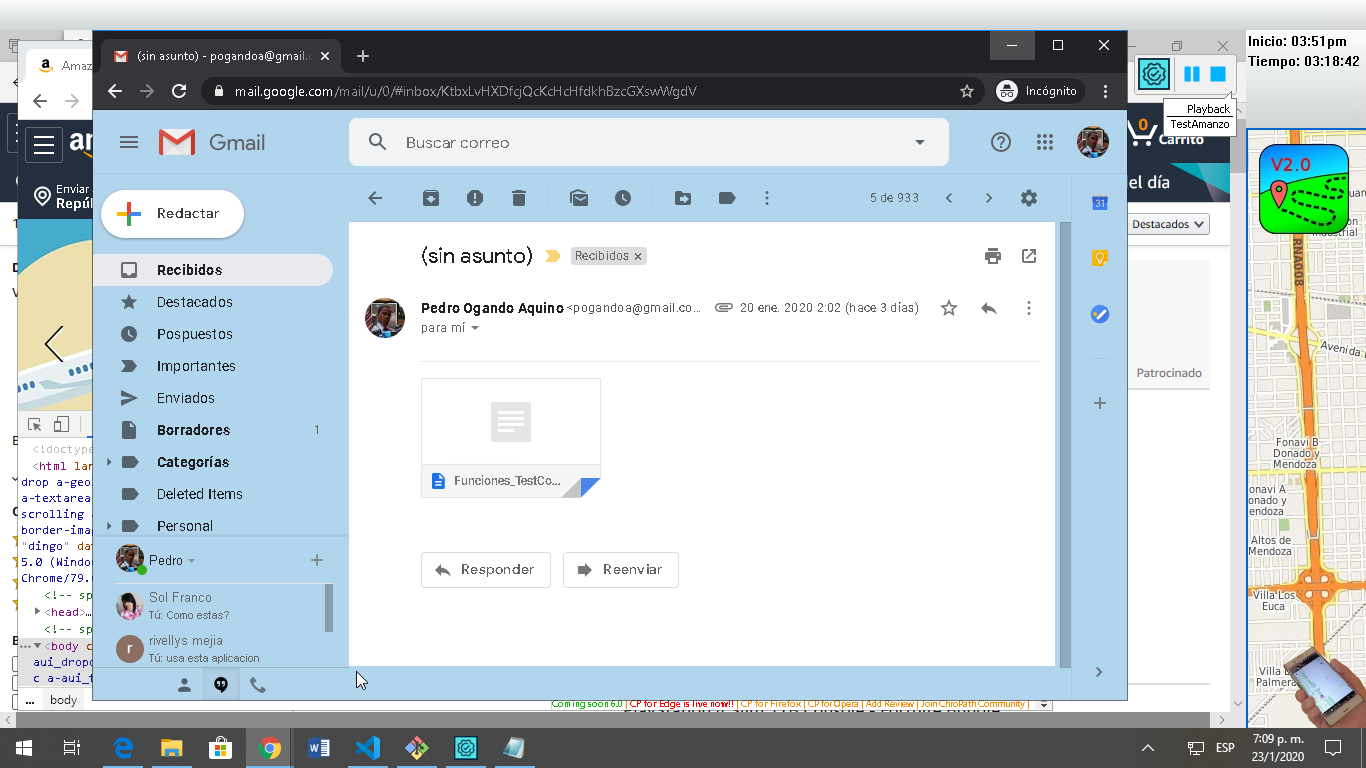 Inicio: 03:51pm
Tiempo: 03:18:42
Amaz
(sin asunto) - pogandoa@gmail.c
mail.google.com/mail/u/0/#inbox/KtbxLvHXDfcjQcKcHcHfdkhBzcGXswWgdV
Incógnito
Playback
TestAmanzo
0
Carrito
Gmail
Buscar correo
Enviar
Repúl
el día
V2.0
Redactar
5 de 933
31
Destacados
RNA008
Industrial
Recibidos
(sin asunto)
Recibidos ×
Destacados
Pedro Ogando Aquino <pogandoa@gmail.co...
20 ene. 2020 2:02 (hace 3 días)
para mí
Pospuestos
Avenida
Importantes
Patrocinado
Enviados
Borradores
1
Categorías
Deleted Items
Personal
Funciones_TestCo...
Fonavi B
Donado y
Mendoza
Fonavi A
Donado y
Mendoza
Altos de
Mendoza
Villa Los
Euca
Villa L
Palmera
<!doctype
<html lan
drop a-geo
a-textarea
scrolling
border-ima
"dingo" da
5.0 (Windo
Chrome/79.
<!-- sp
<head>…
<!-- sp
<body c
aui_dropd
c a-aui_f
... body
Pedro
Sol Franco
Tú: Como estas?
r
rivellys mejia
Tú: usa esta aplicacion
Responder
Reenviar
Coming soon 6.0 | CP for Edge is live now!! | CP for Firefox | CP for Opera | Add Review | Join ChroPath Community |
ESP
7:09 p. m.
23/1/2020